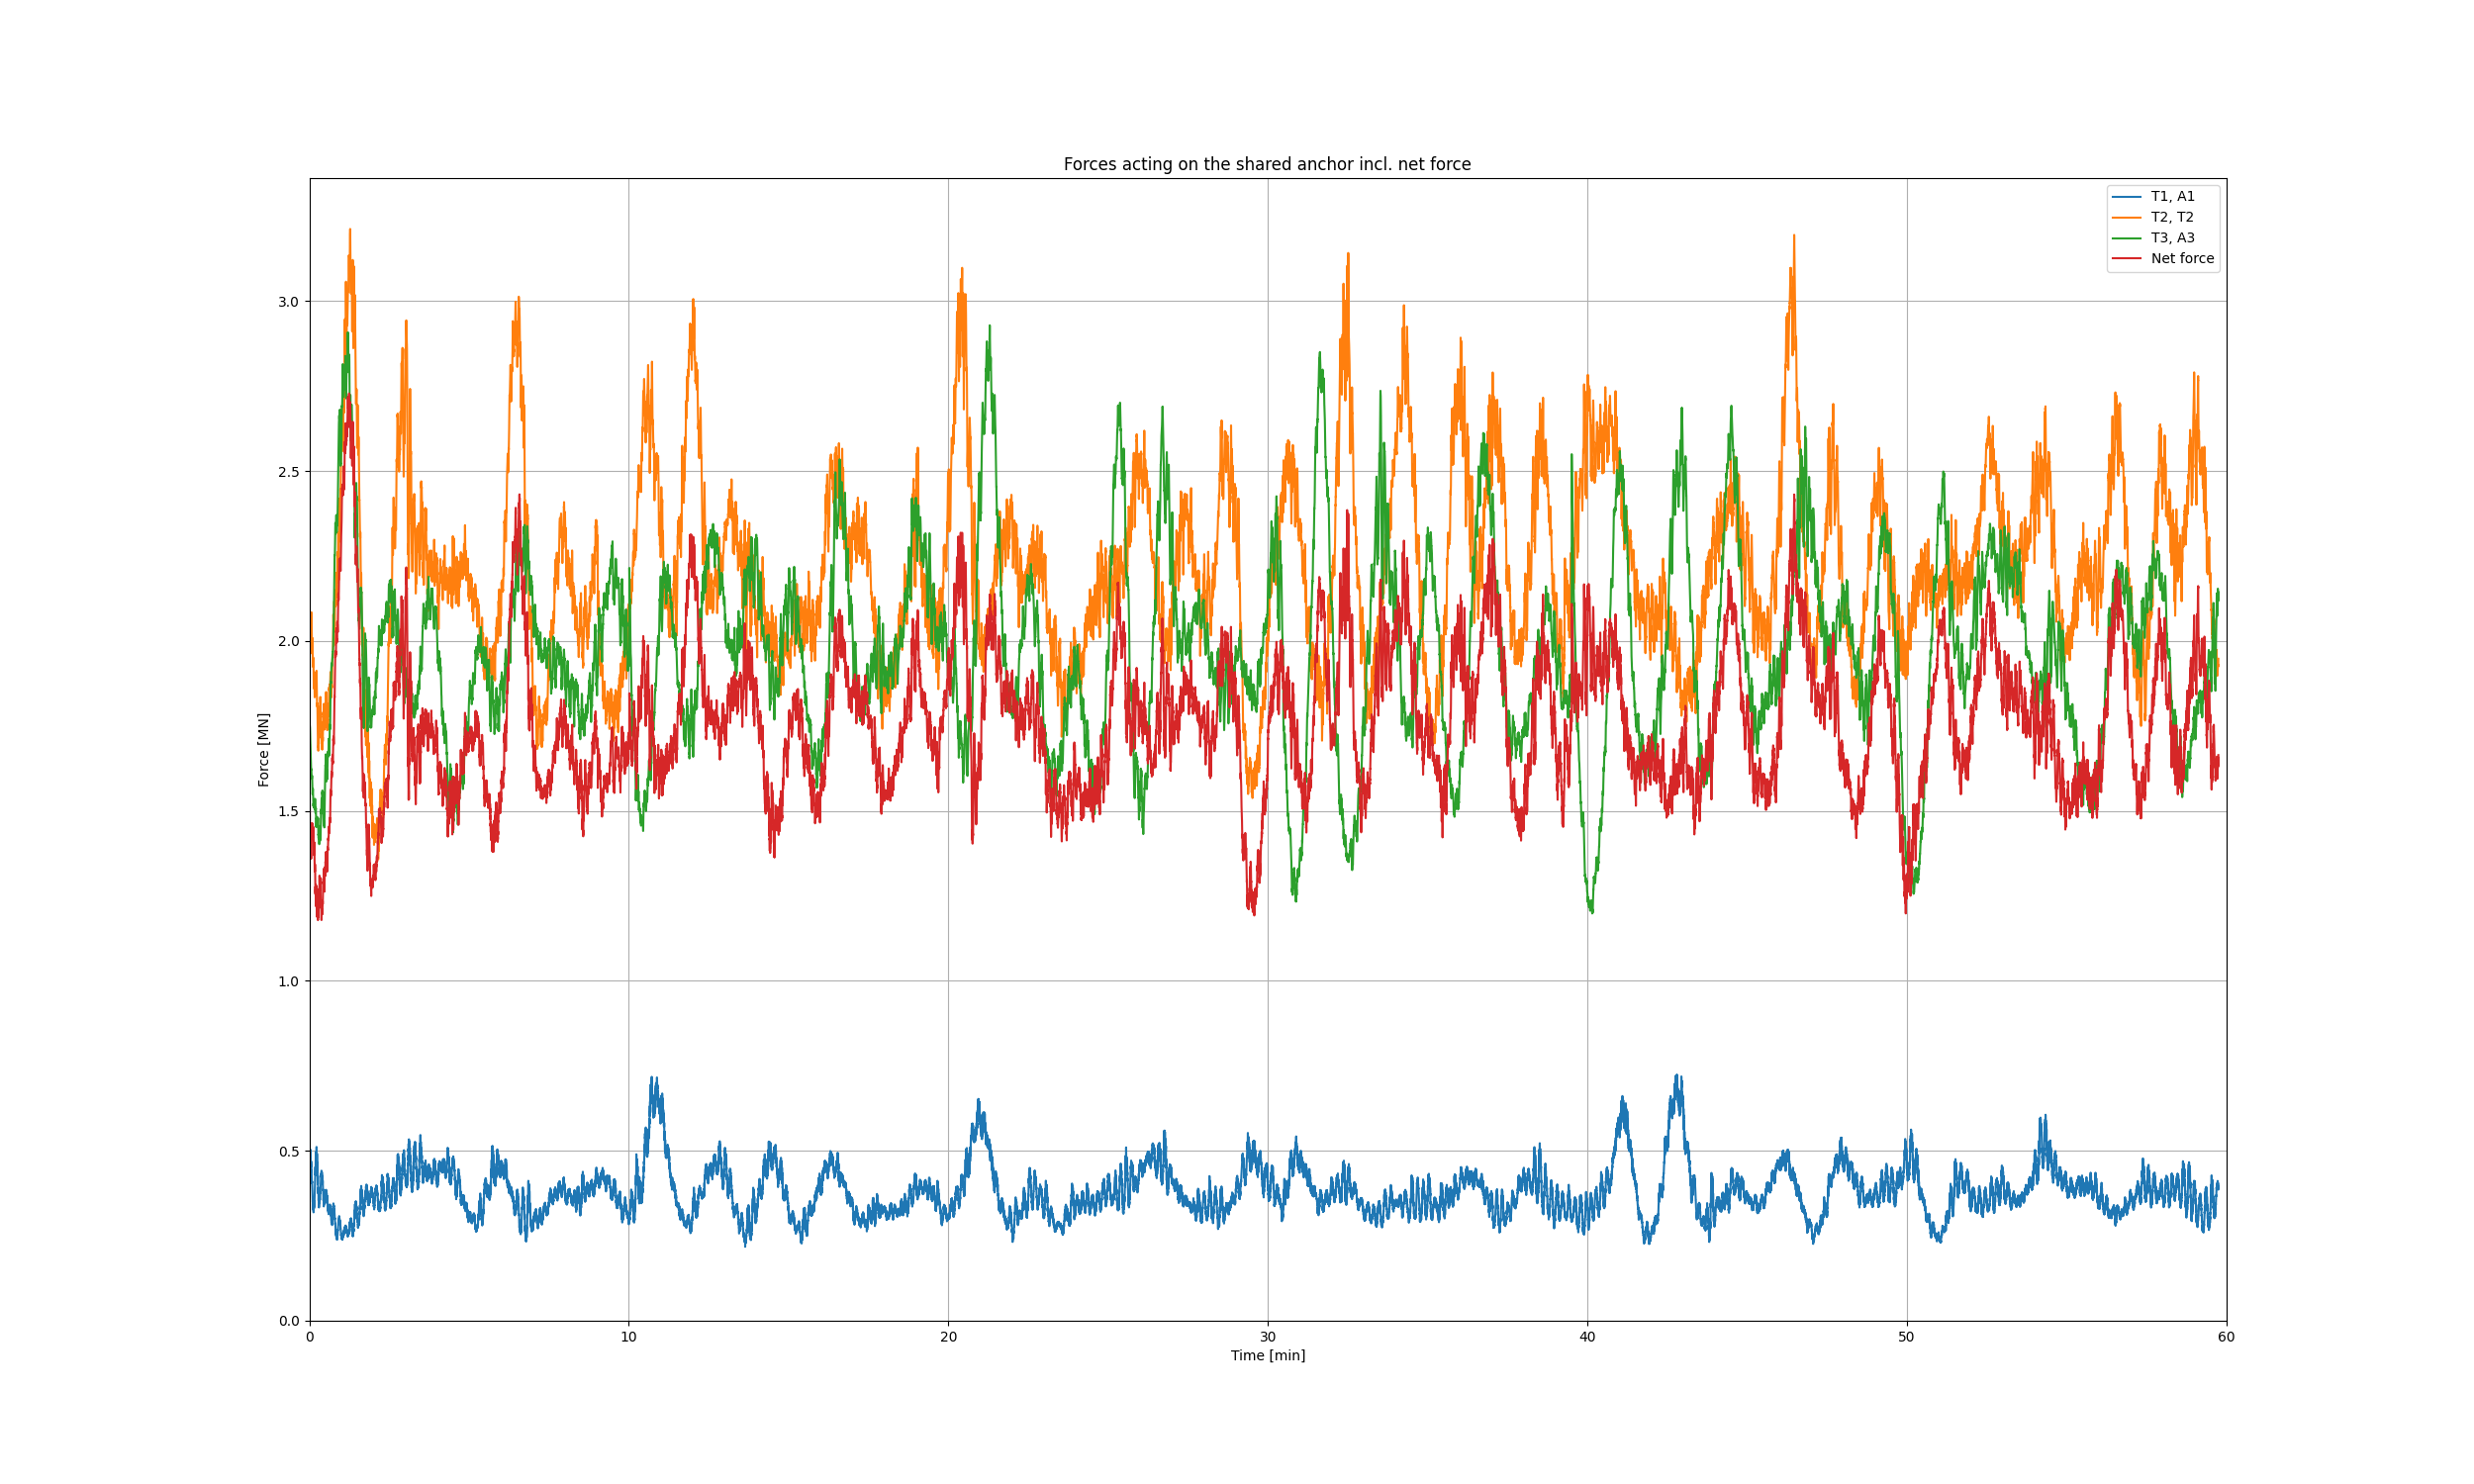 Forces acting on the shared anchor incl. net force
T1, A1
T2, T2
T3, A3
Net force
Force [MN]
3.0
2.5
2.0
1.5
1.0
0.5
0.0
0 10 20 30 40 50 60
Time [min]